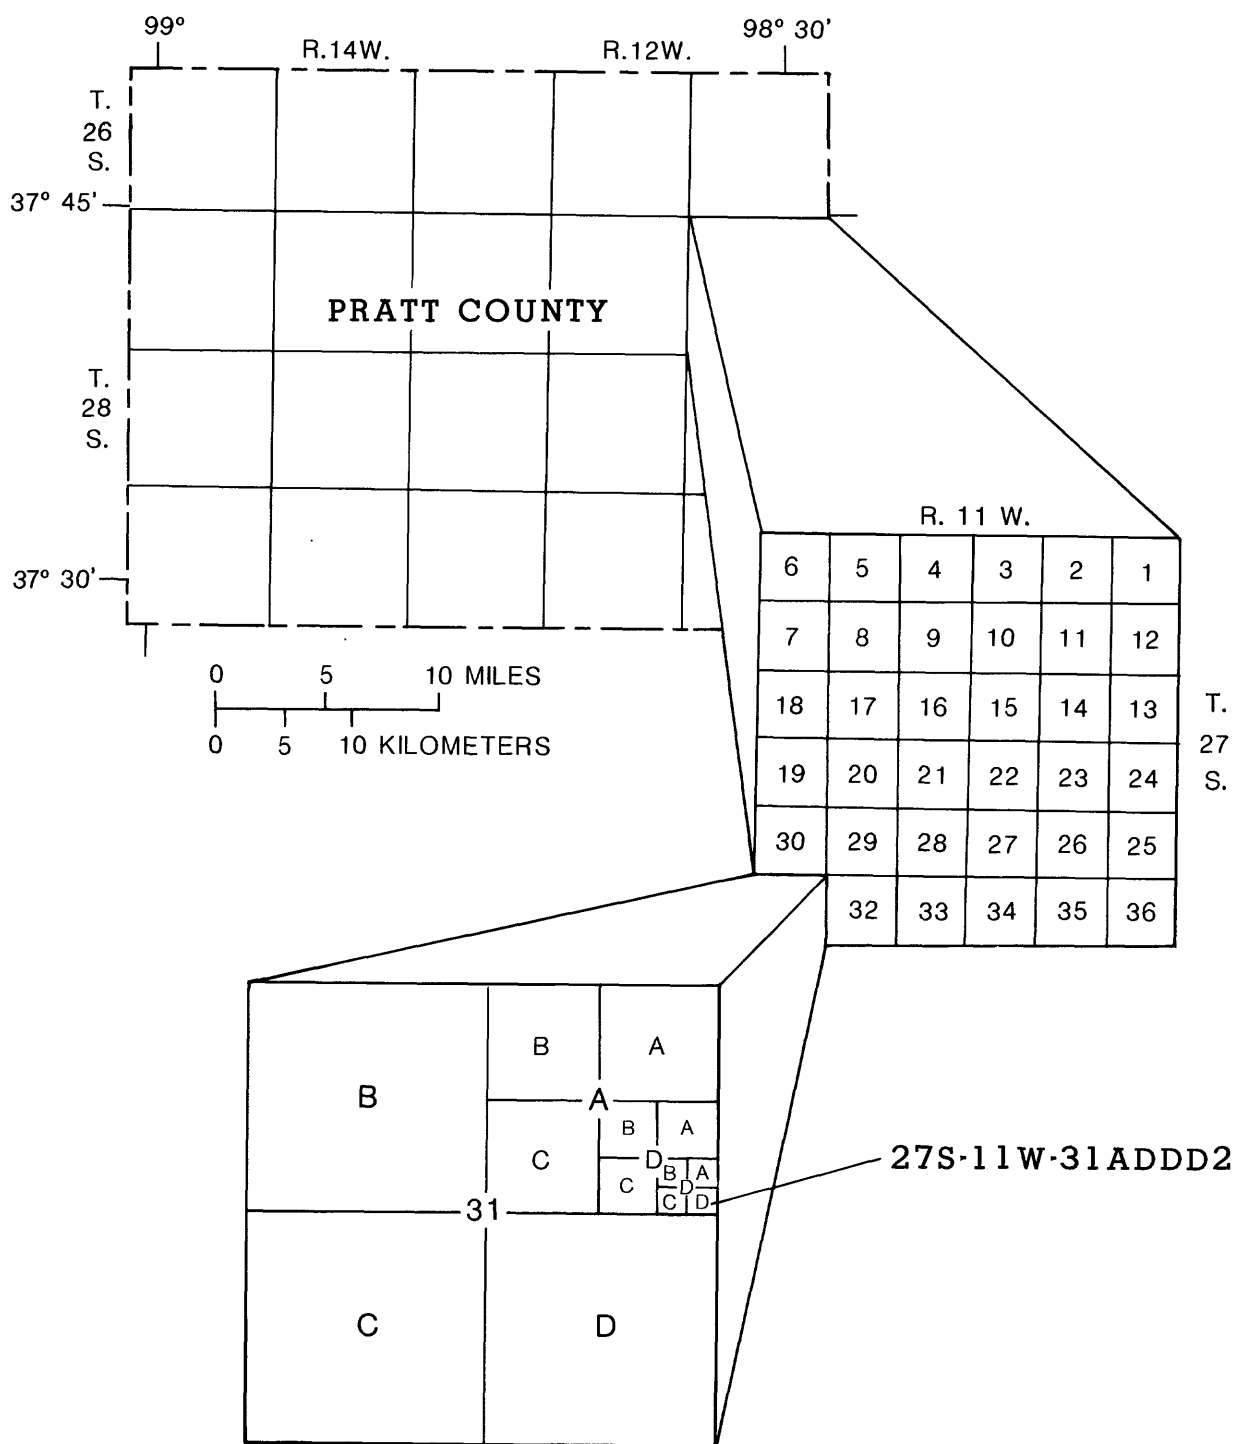 99°
98° 30'
R.14W.
R.12W.
T.
26
S.
37° 45'
PRATT COUNTY
T.
28
S.
37° 30'
0 5 10 MILES
0 5 10 KILOMETERS
R. 11 W.
6 5 4 3 2 1
7 8 9 10 11 12
18 17 16 15 14 13
19 20 21 22 23 24
30 29 28 27 26 25
32 33 34 35 36
T.
27
S.
B
B
A
A
C
B
A
D
C
B
A
D
C
D
31
C
D
27S-11W-31ADDD2